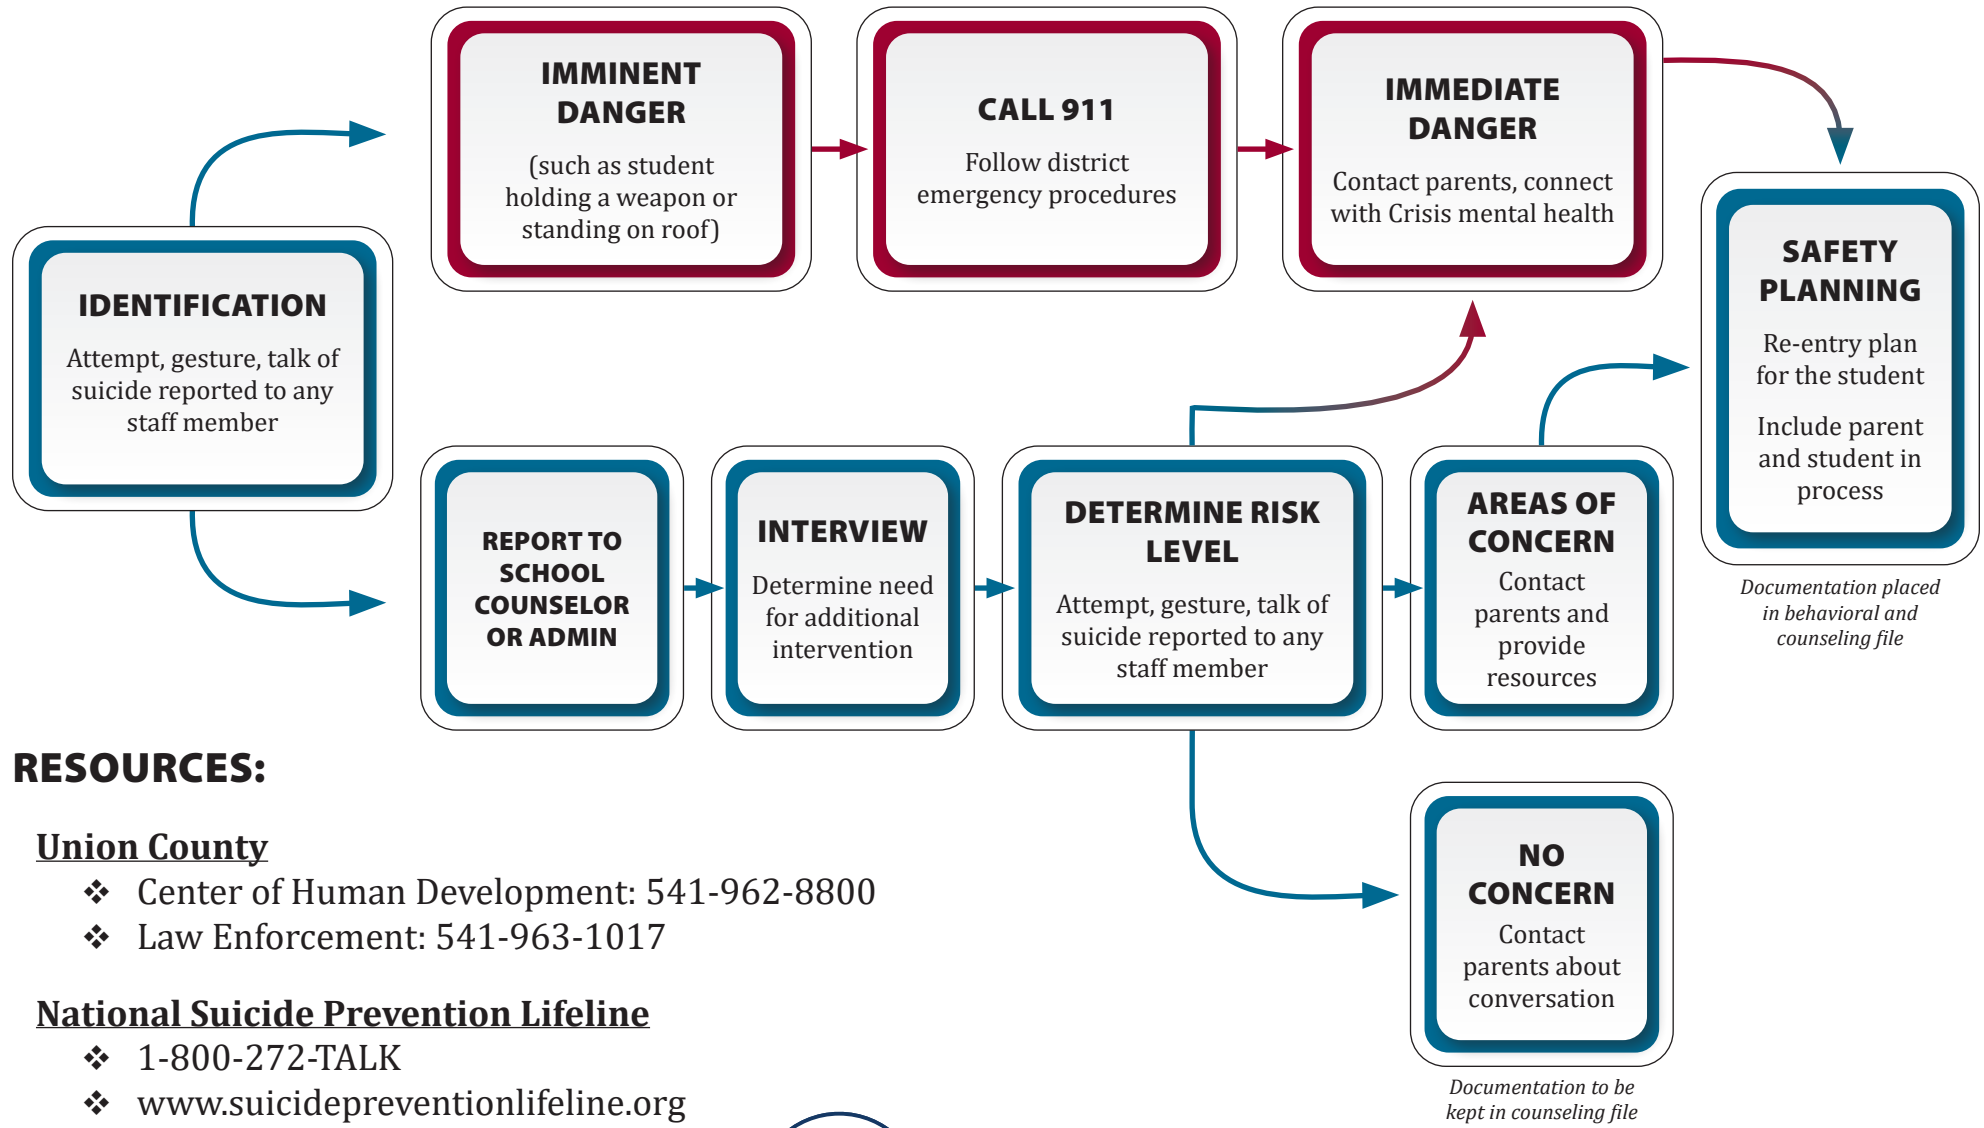 IMMINENT
DANGER
(such as student
holding a weapon or
standing on roof)
CALL 911
Follow district
emergency procedures
IMMEDIATE
DANGER
Contact parents, connect
with Crisis mental health
IDENTIFICATION
Attempt, gesture, talk of
suicide reported to any
staff member
SAFETY
PLANNING
Re-entry plan
for the student
Include parent
and student in
process
Documentation placed
in behavioral and
counseling file
REPORT TO
SCHOOL
COUNSELOR
OR ADMIN
INTERVIEW
Determine need
for additional
intervention
DETERMINE RISK
LEVEL
Attempt, gesture, talk of
suicide reported to any
staff member
AREAS OF
CONCERN
Contact
parents and
provide
resources
NO
CONCERN
Contact
parents about
conversation
Documentation to be
kept in counseling file
RESOURCES:
Union County
❖ Center of Human Development: 541-962-8800
❖ Law Enforcement: 541-963-1017
National Suicide Prevention Lifeline
❖ 1-800-272-TALK
❖ www.suicidepreventionlifeline.org